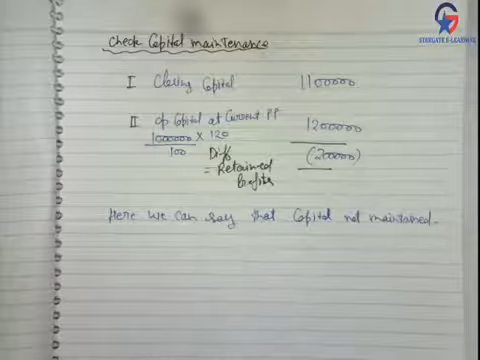 STARGATE E-LEARNING
Check Capital maintenance
I Closing Capital 1100000
II op Capital at Current PP 1200000
1000000 X 120
100
Diff (200000)
= Retained
Profits
Here we can say that Capital not maintained.